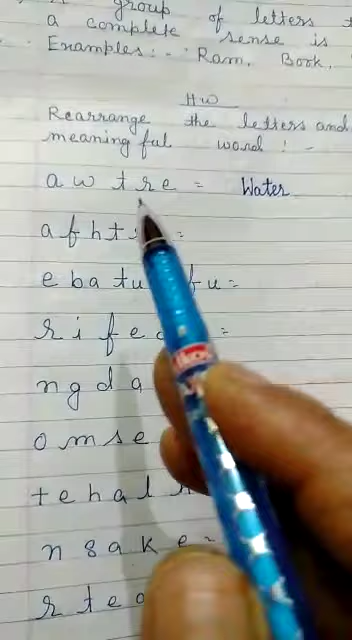 group of letters
a complete sense is
Examples:- Ram, Book,
HW
Rearrange the letters and
meaningful word :-
a w t r e = Water
a f h t =
e b a t u f u =
r i f e =
n g d a
o m s e
t e h a l
n s a k e =
r t e